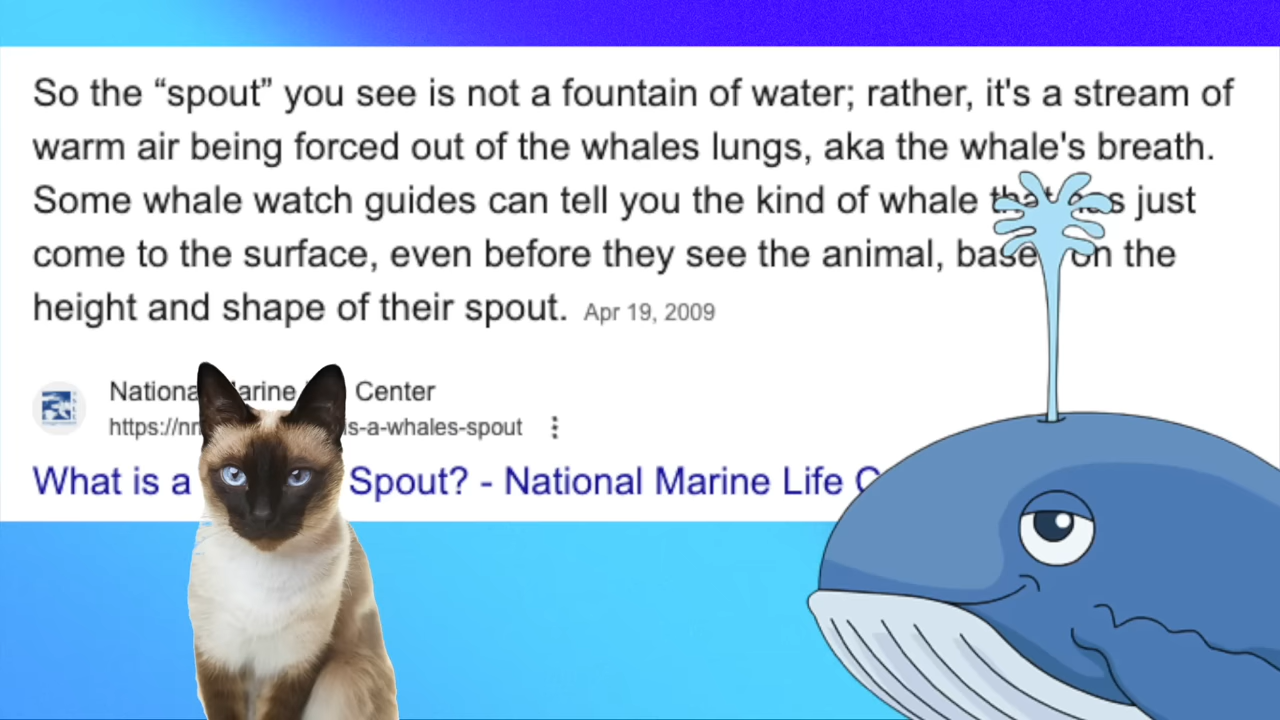 So the “spout” you see is not a fountain of water; rather, it's a stream of
warm air being forced out of the whales lungs, aka the whale's breath.
Some whale watch guides can tell you the kind of whale just
come to the surface, even before they see the animal, on the
height and shape of their spout. Apr 19, 2009
Center
is-a-whales-spout
What is a Spout? - National Marine Life